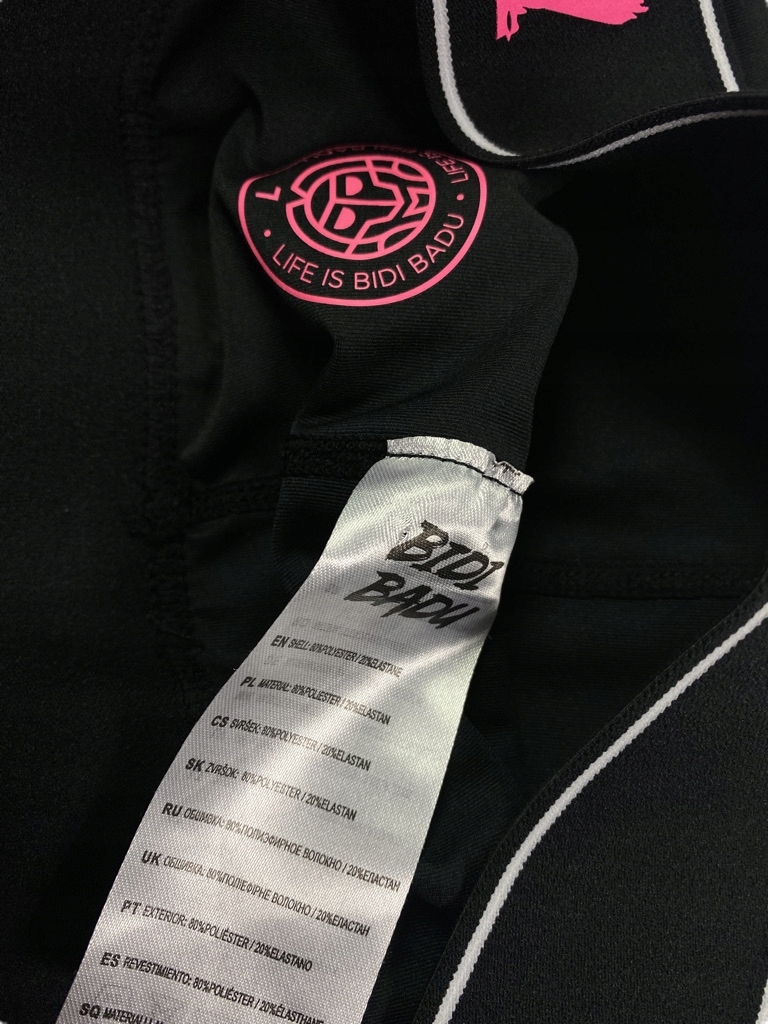 LIFE IS BIDI BADU
BIDI
BADU
EN SHELL: 80%POLYESTER / 20%ELASTANE
PL MATERIAŁ: 80%POLIESTER / 20%ELASTAN
CS SVRŠEK: 80%POLYESTER / 20%ELASTAN
SK ZVRŠOK: 80%POLYESTER / 20%ELASTAN
RU ОБШИВКА: 80%ПОЛИЭФИРНОЕ ВОЛОКНО / 20%ЕЛАСТАН
UK ОБШИВКА: 80%ПОЛІЕФІРНЕ ВОЛОКНО / 20%ЕЛАСТАН
PT EXTERIOR: 80%POLIÉSTER / 20%ELASTANO
ES REVESTIMIENTO: 80%POLIÉSTER / 20%
SQ